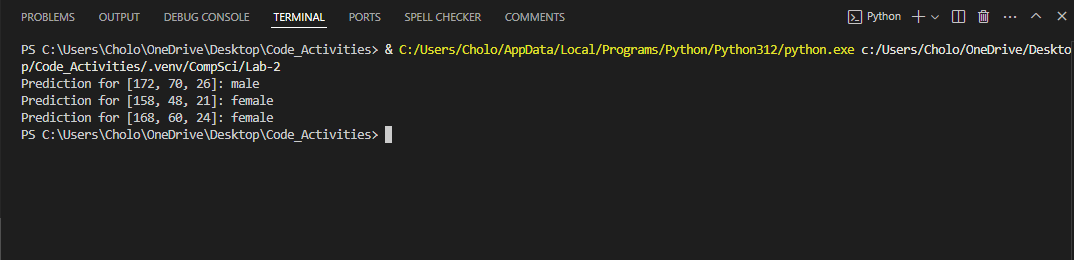 PROBLEMS OUTPUT DEBUG CONSOLE TERMINAL PORTS SPELL CHECKER COMMENTS Python
PS C:\Users\Cholo\OneDrive\Desktop\Code_Activities> & C:/Users/Cholo/AppData/Local/Programs/Python/Python312/python.exe c:/Users/Cholo/OneDrive/Deskto
p/Code_Activities/.venv/CompSci/Lab-2
Prediction for [172, 70, 26]: male
Prediction for [158, 48, 21]: female
Prediction for [168, 60, 24]: female
PS C:\Users\Cholo\OneDrive\Desktop\Code_Activities>